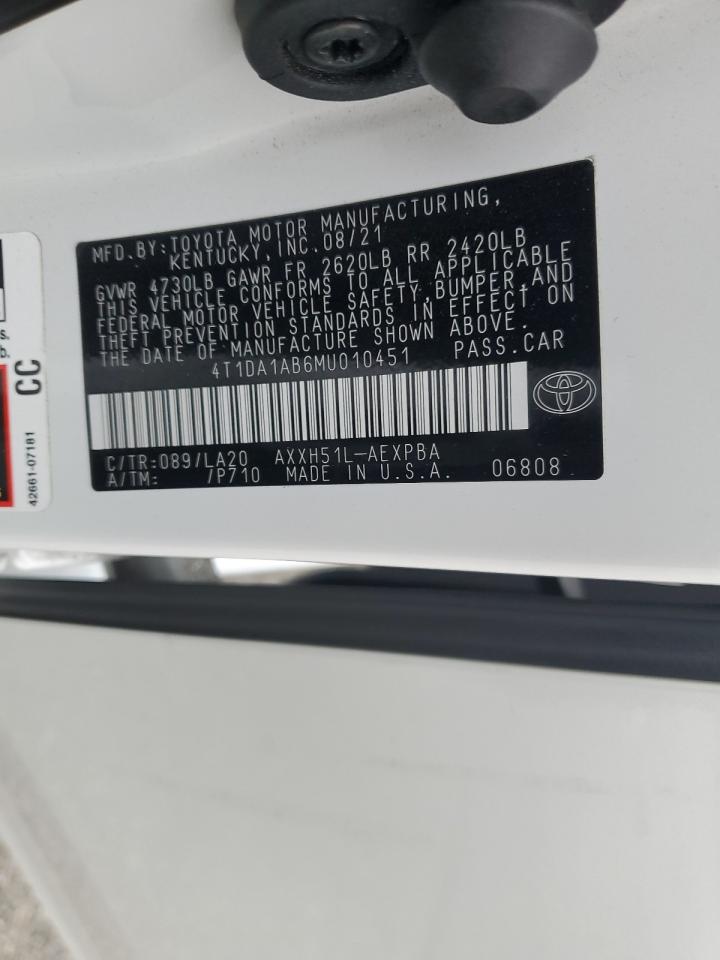 MFD.BY:TOYOTA MOTOR MANUFACTURING,
KENTUCKY, INC.08/21
GVWR 4730LB GAWR FR 2620LB RR 2420LB
THIS VEHICLE CONFORMS TO ALL APPLICABLE
FEDERAL MOTOR VEHICLE SAFETY,BUMPER,AND
THEFT PREVENTION STANDARDS IN EFFECT ON
THE DATE OF MANUFACTURE SHOWN ABOVE.
4T1DA1AB6MU010451 PASS.CAR
C/TR:089/LA20 AXXH51L-AEXPBA
A/TM: /P710 MADE IN U.S.A. 06808
CC
42661-07181